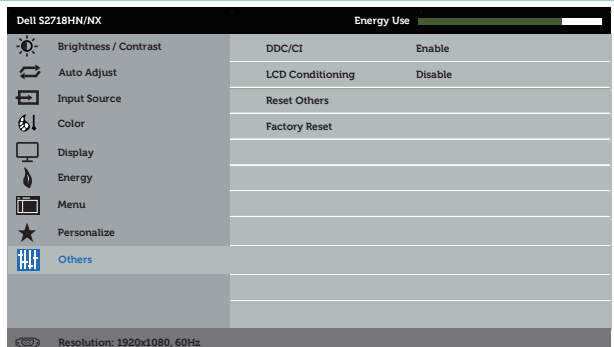 Dell S2718HN/NX Energy Use
Brightness / Contrast DDC/CI Enable
Auto Adjust LCD Conditioning Disable
Input Source Reset Others
Color Factory Reset
Display
Energy
Menu
Personalize
Others
Resolution: 1920x1080, 60Hz